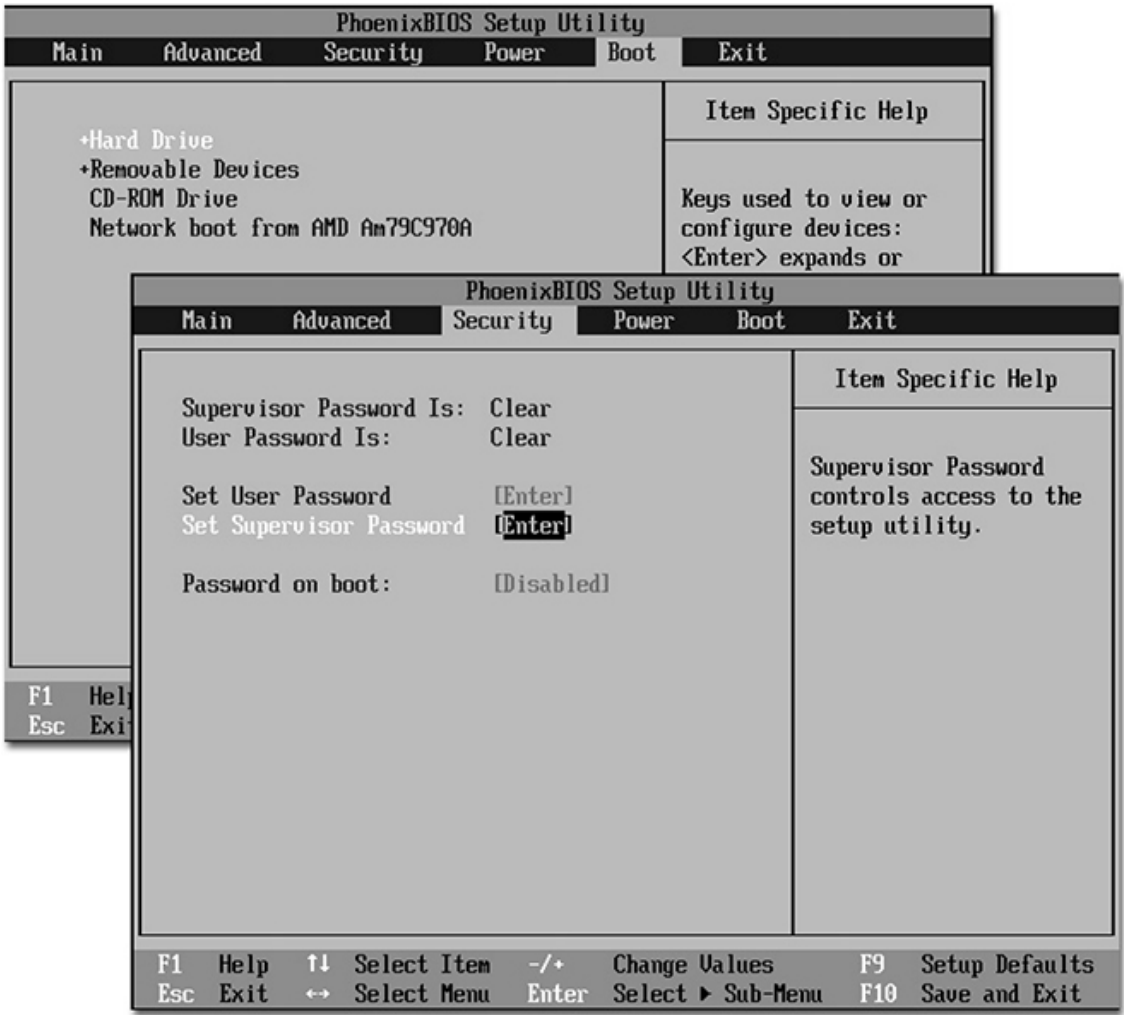 PhoenixBIOS Setup Utility
Main Advanced Security Power Boot Exit
Item Specific Help
+Hard Drive
+Removable Devices
CD-ROM Drive
Network boot from AMD Am79C970A
Keys used to view or
configure devices:
<Enter> expands or
F1 Help
Esc Exi
PhoenixBIOS Setup Utility
Main Advanced Security Power Boot Exit
Item Specific Help
Supervisor Password Is: Clear
User Password Is: Clear
Set User Password [Enter]
Set Supervisor Password [Enter]
Password on boot: [Disabled]
Supervisor Password
controls access to the
setup utility.
F1 Help ↑↓ Select Item -/+ Change Values F9 Setup Defaults
Esc Exit ↔ Select Menu Enter Select ▶ Sub-Menu F10 Save and Exit